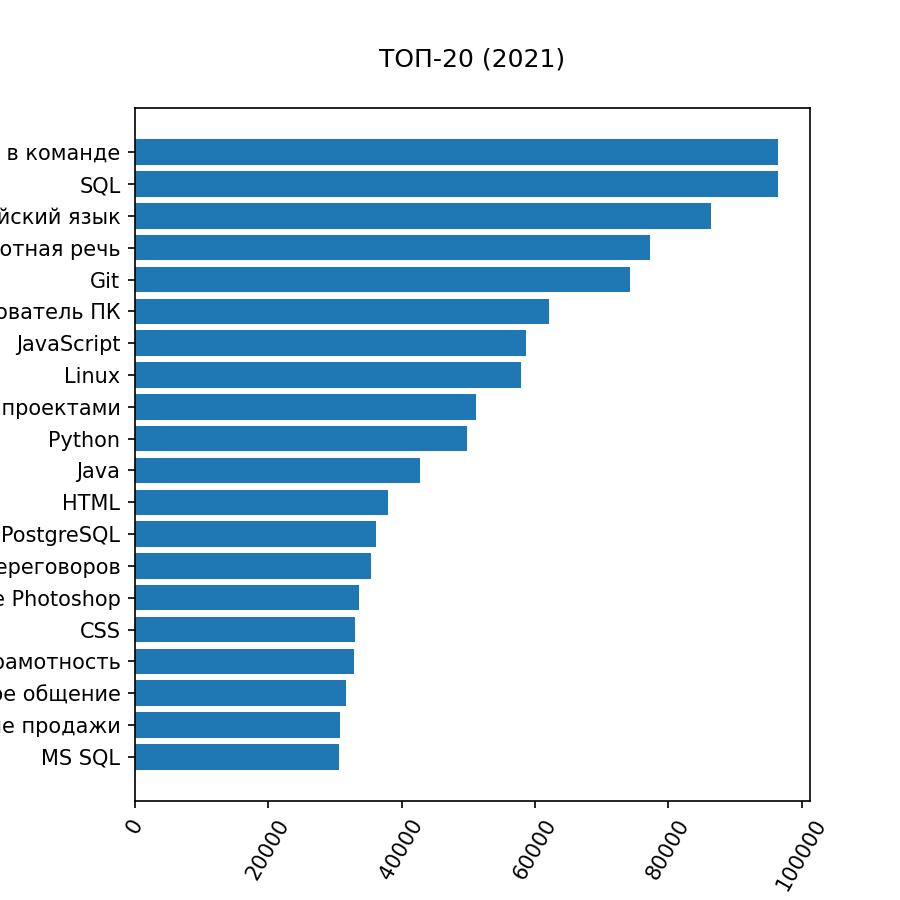 ТОП-20 (2021)
в команде
SQL
йский язык
отная речь
Git
ователь ПК
JavaScript
Linux
проектами
Python
Java
HTML
PostgreSQL
ереговоров
e Photoshop
CSS
рамотность
ое общение
е продажи
MS SQL
0
20000
40000
60000
80000
100000